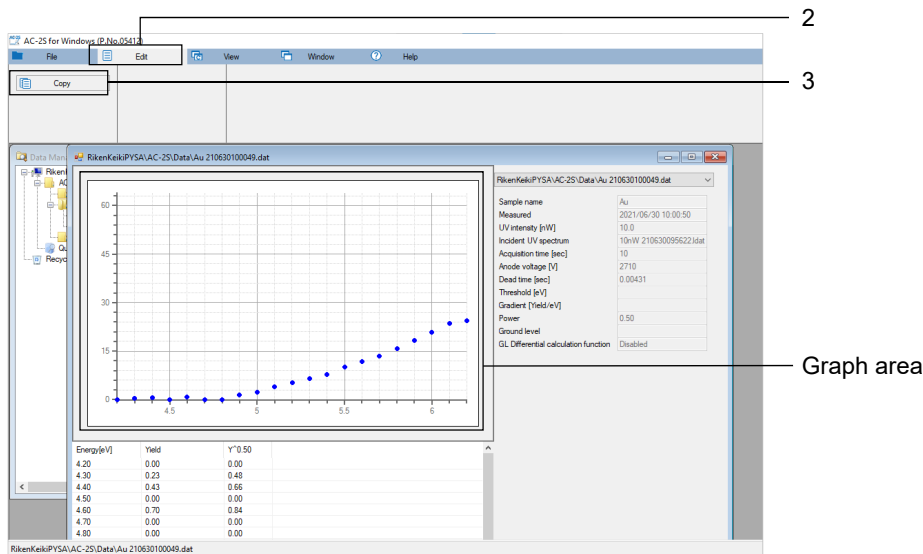 2
AC-2S for Windows (P.No.05412)
File Edit View Window Help
Copy
3
Data Man
RikenKeikiPYSA\AC-2S\Data\Au 210630100049.dat
Riken
AC
Qu
Recyc
60
45
30
15
0
4.5 5 5.5 6
RikenKeikiPYSA\AC-2S\Data\Au 210630100049.dat
Sample name Au
Measured 2021/06/30 10:00:50
UV intensity [nW] 10.0
Incident UV spectrum 10nW 210630095622.ldat
Acquisition time [sec] 10
Anode voltage [V] 2710
Dead time [sec] 0.00431
Threshold [eV]
Gradient [Yield/eV]
Power 0.50
Ground level
GL Differential calculation function Disabled
Graph area
Energy[eV] Yield Y^0.50
4.20 0.00 0.00
4.30 0.23 0.48
4.40 0.43 0.66
4.50 0.00 0.00
4.60 0.70 0.84
4.70 0.00 0.00
4.80 0.00 0.00
RikenKeikiPYSA\AC-2S\Data\Au 210630100049.dat